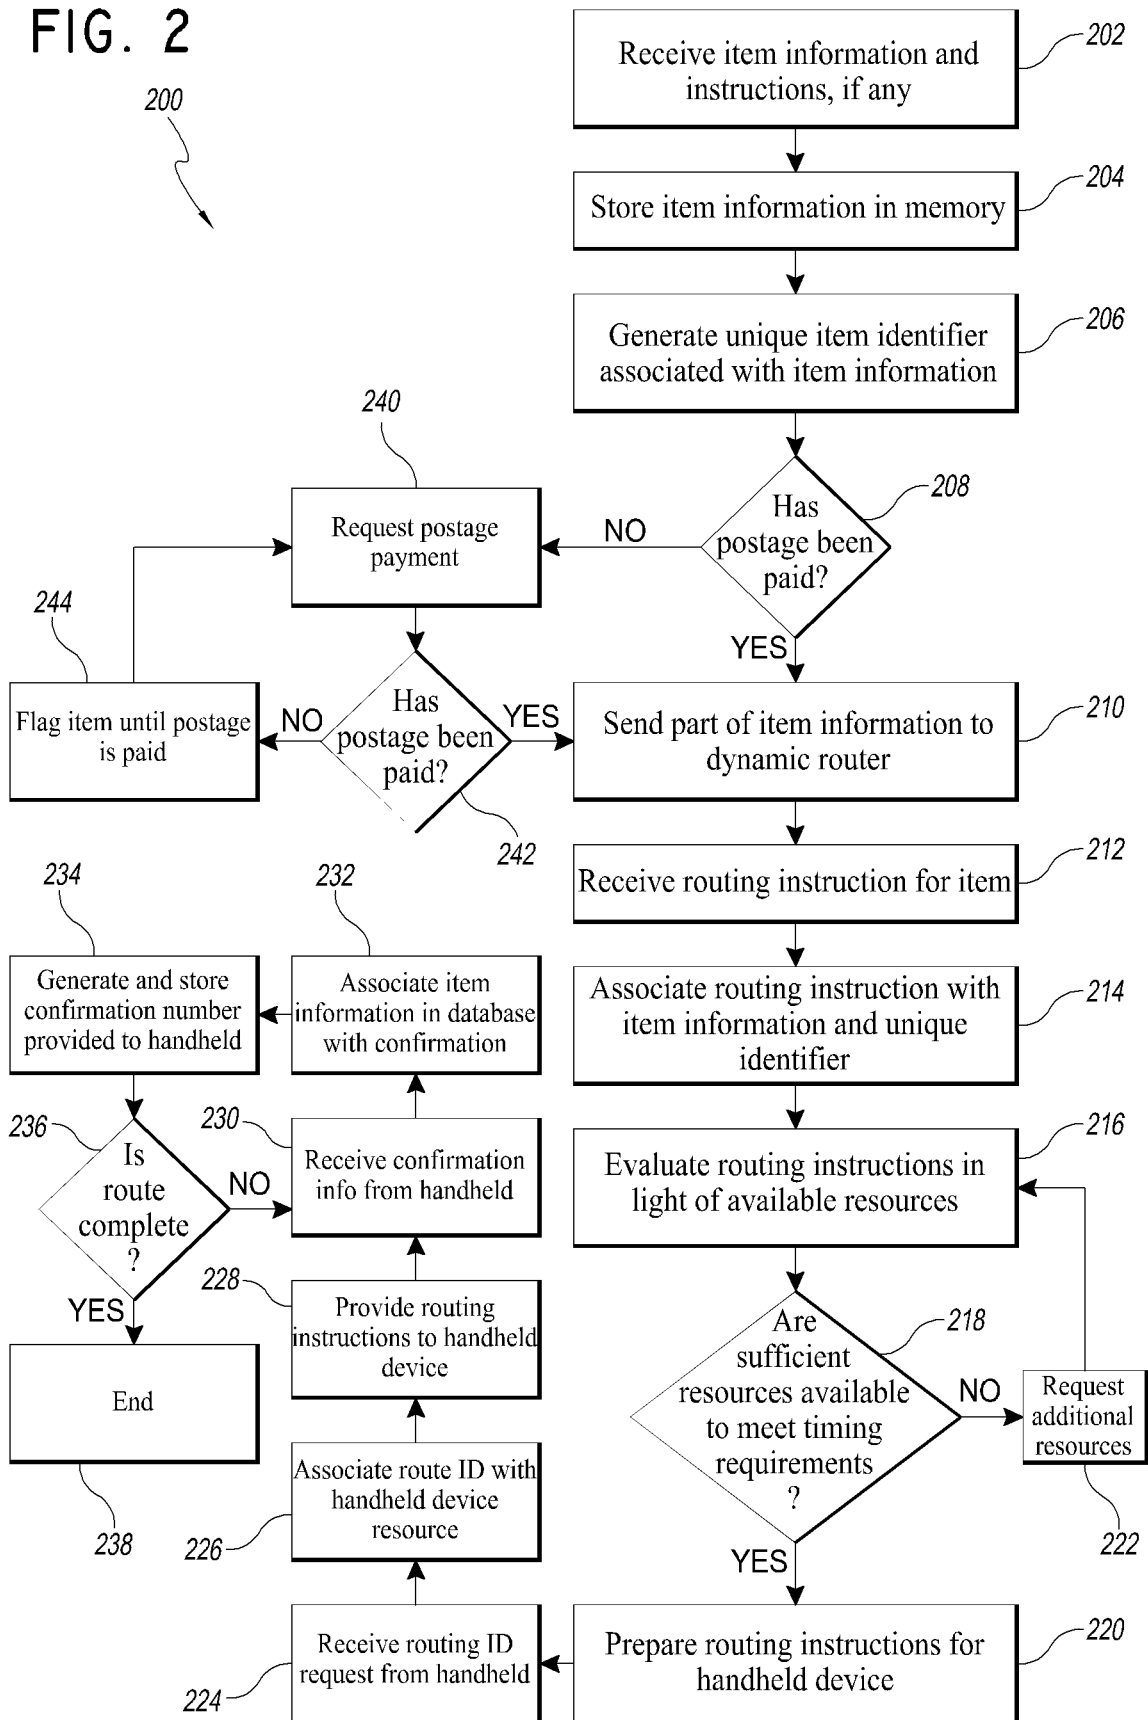 FIG. 2
200
202
Receive item information and
instructions, if any
204
Store item information in memory
206
Generate unique item identifier
associated with item information
208
Has
postage been
paid?
NO
YES
240
Request postage
payment
244
Flag item until postage
is paid
NO
Has
postage been
paid?
YES
242
210
Send part of item information to
dynamic router
212
Receive routing instruction for item
214
Associate routing instruction with
item information and unique
identifier
216
Evaluate routing instructions in
light of available resources
218
Are
sufficient
resources available
to meet timing
requirements
?
NO
Request
additional
resources
222
YES
220
Prepare routing instructions for
handheld device
224
Receive routing ID
request from handheld
226
Associate route ID with
handheld device
resource
228
Provide routing
instructions to handheld
device
230
Receive confirmation
info from handheld
232
Associate item
information in database
with confirmation
234
Generate and store
confirmation number
provided to handheld
236
Is
route
complete
?
NO
YES
End
238